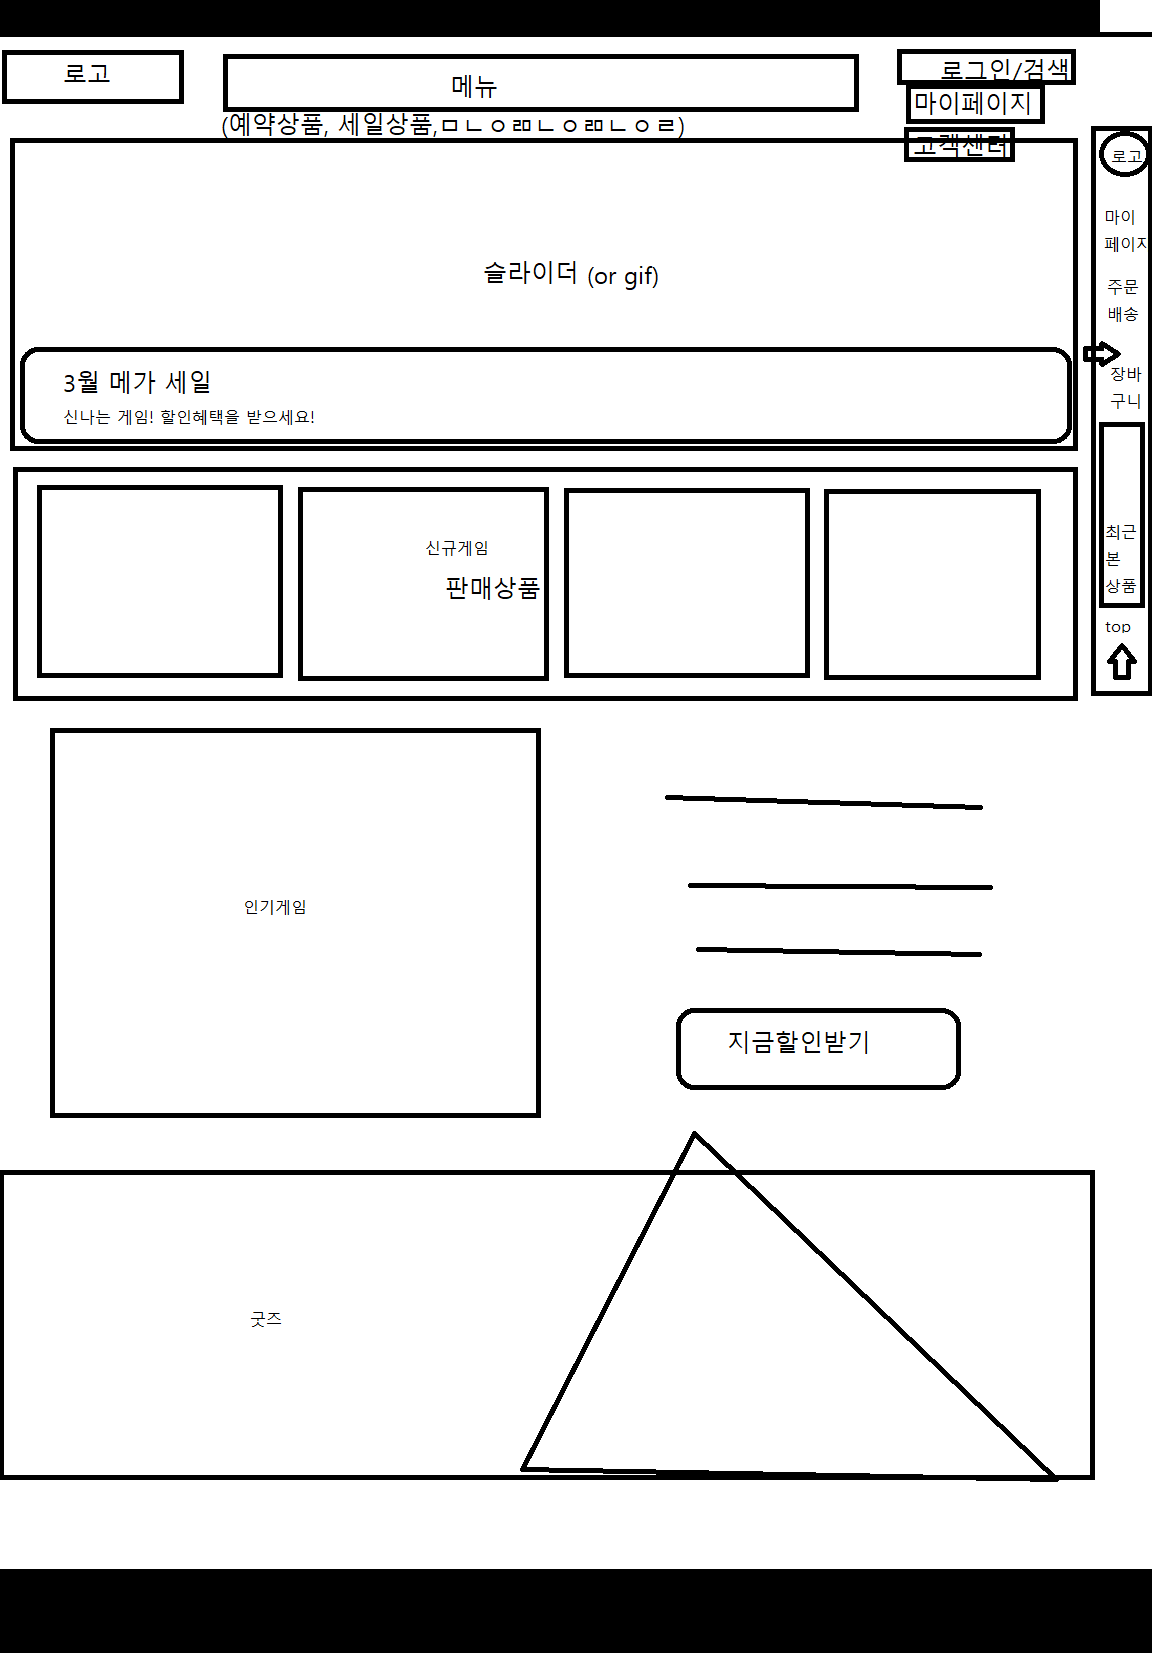 로고
메뉴
(예약상품, 세일상품,ㅁㄴㅇㄻㄴㅇㄻㄴㅇㄹ)
로그인/검색
마이페이지
고객센터
슬라이더 (or gif)
3월 메가 세일
신나는 게임! 할인혜택을 받으세요!
로고
마이
페이지
주문
배송
장바
구니
최근
본
상품
top
신규게임
판매상품
인기게임
지금할인받기
굿즈